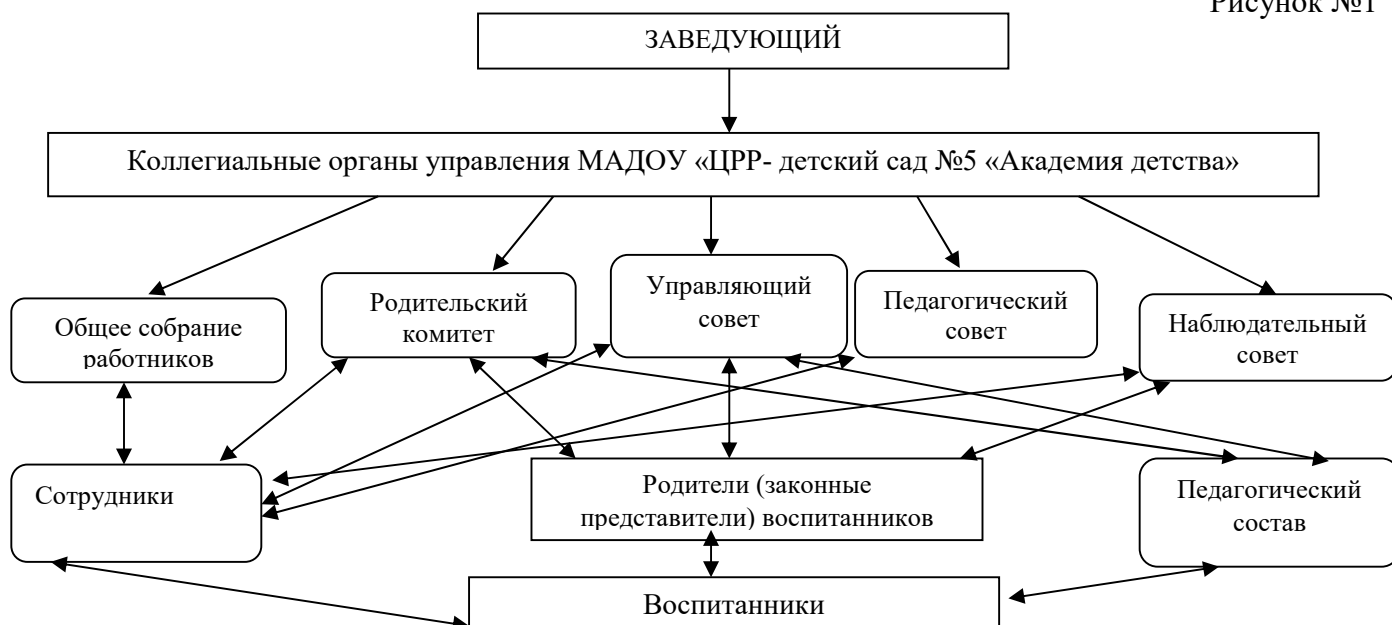 Рисунок №1
ЗАВЕДУЮЩИЙ
Коллегиальные органы управления МАДОУ «ЦРР- детский сад №5 «Академия детства»
Общее собрание
работников
Родительский
комитет
Управляющий
совет
Педагогический
совет
Наблюдательный
совет
Сотрудники
Родители (законные
представители) воспитанников
Педагогический
состав
Воспитанники